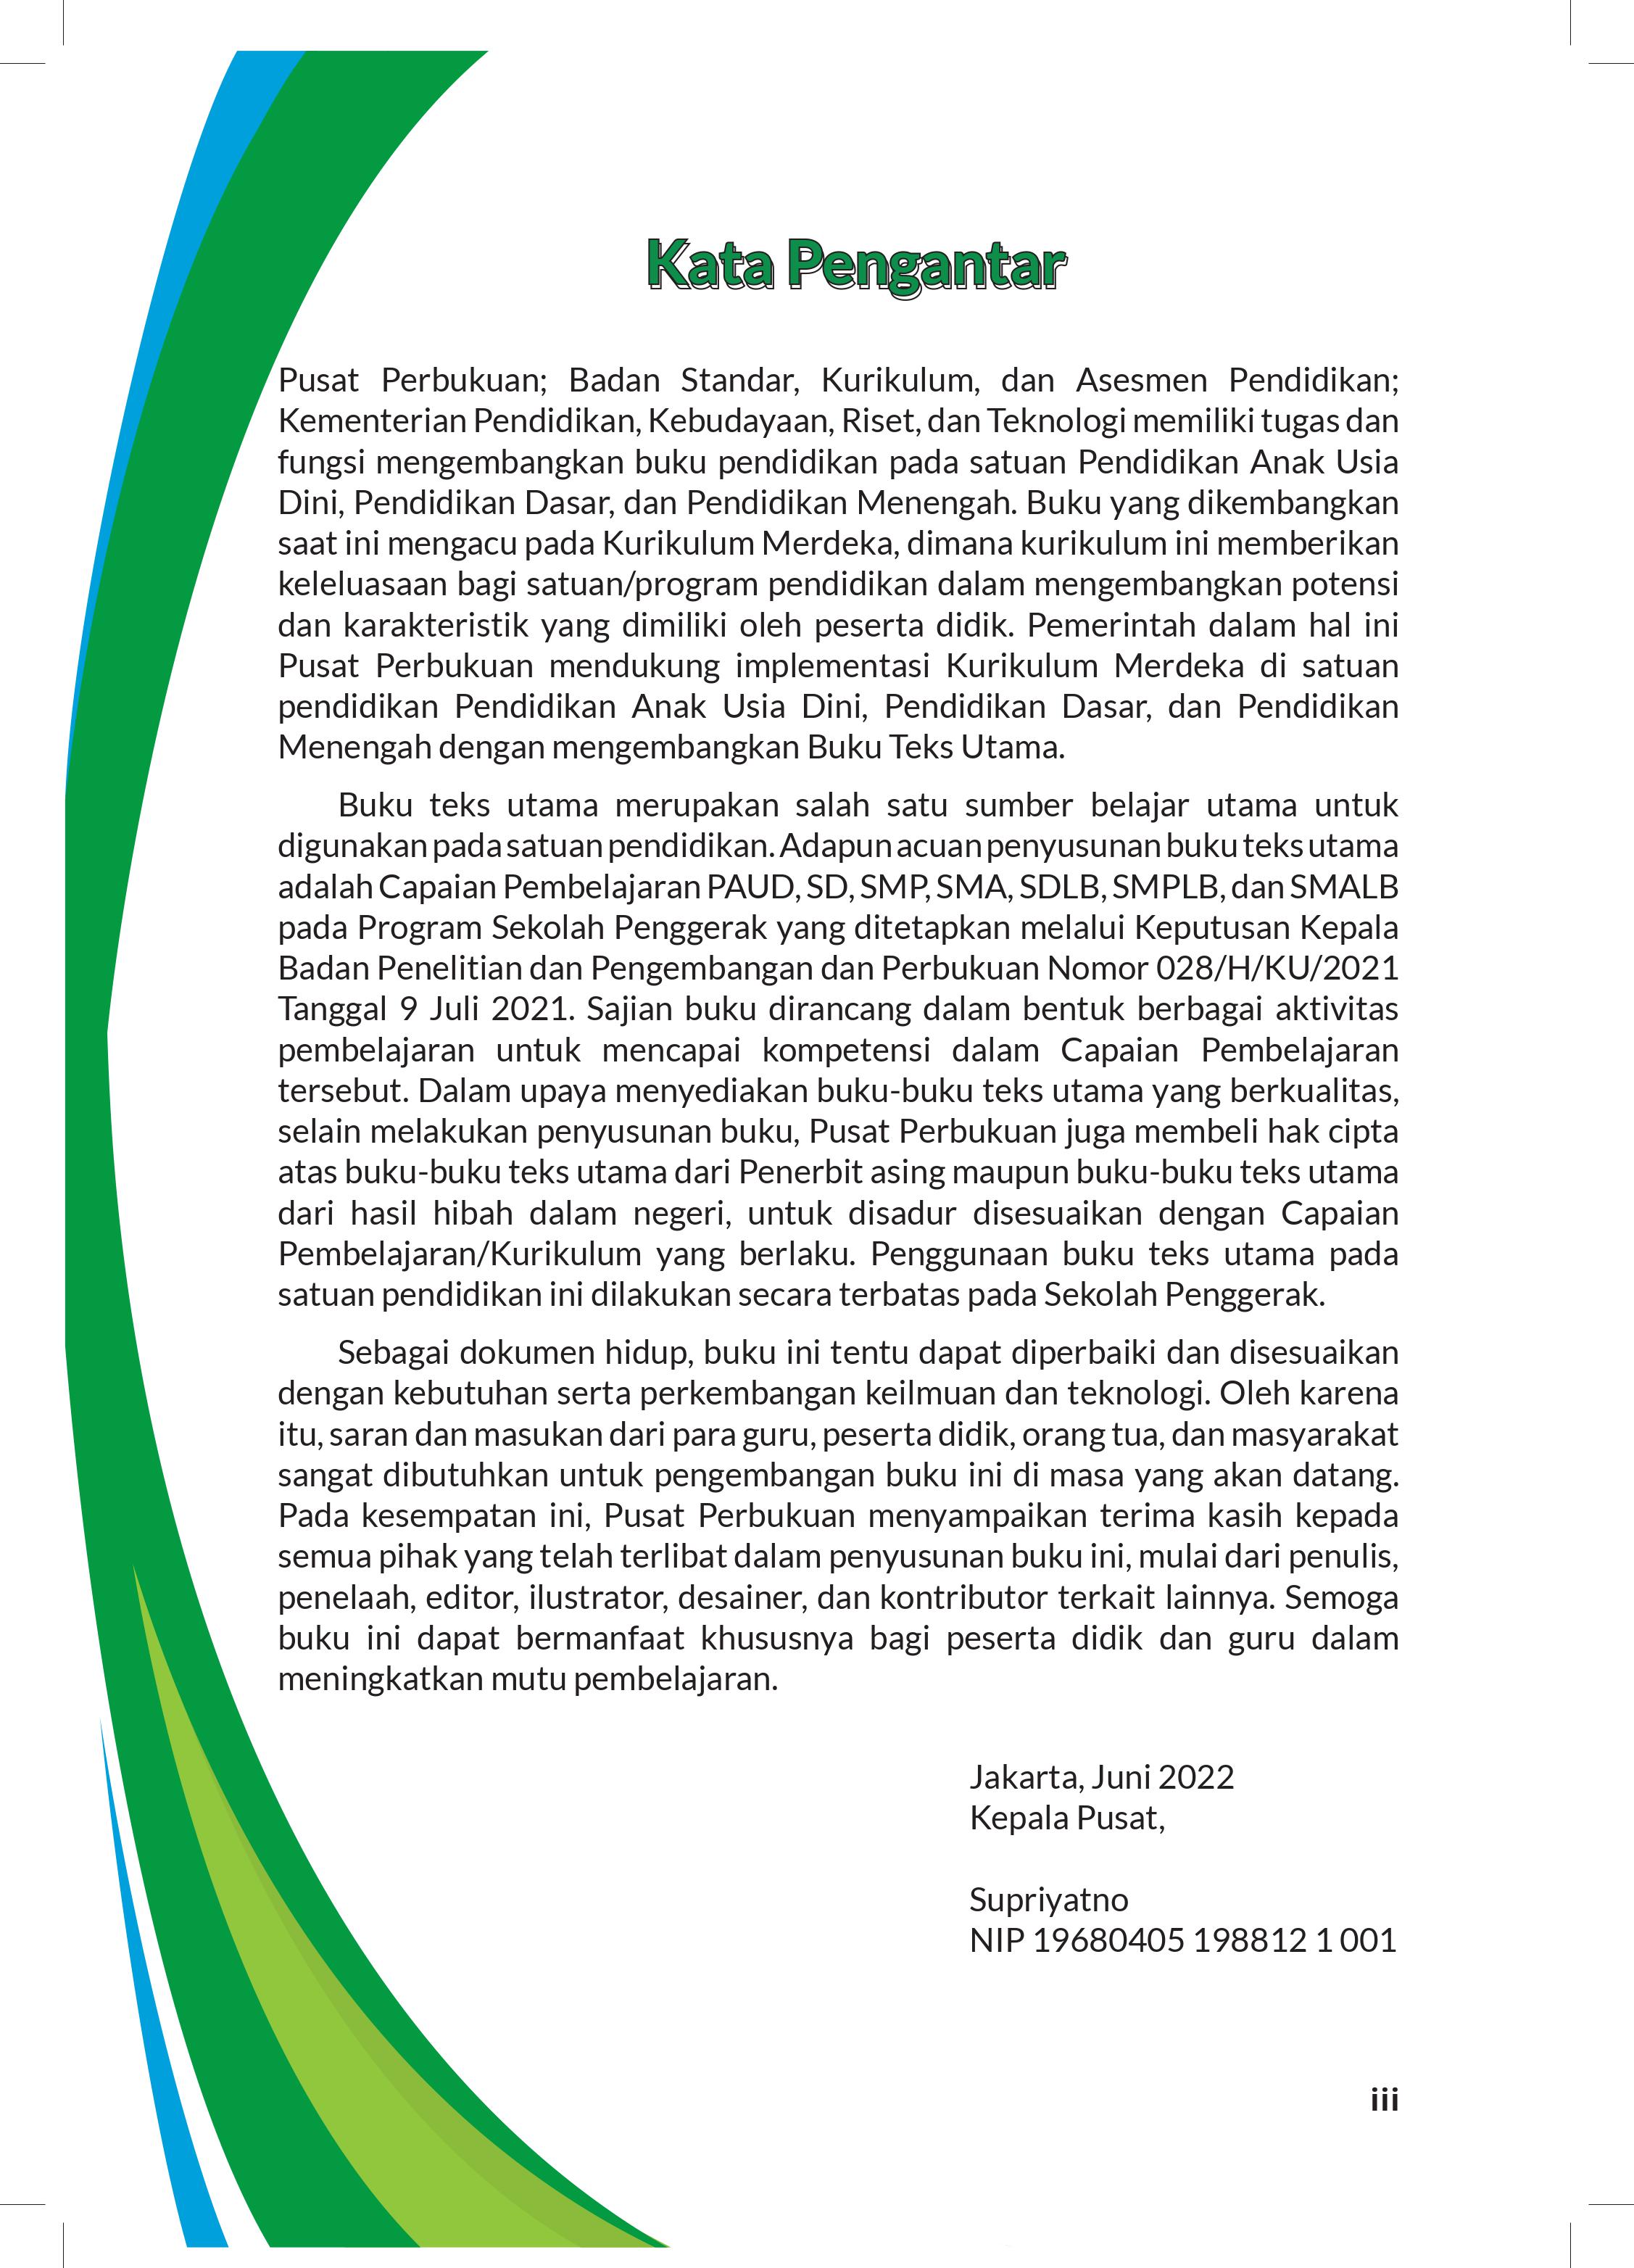 Kata Pengantar
Pusat Perbukuan; Badan Standar, Kurikulum, dan Asesmen Pendidikan;
Kementerian Pendidikan, Kebudayaan, Riset, dan Teknologi memiliki tugas dan
fungsi mengembangkan buku pendidikan pada satuan Pendidikan Anak Usia
Dini, Pendidikan Dasar, dan Pendidikan Menengah. Buku yang dikembangkan
saat ini mengacu pada Kurikulum Merdeka, dimana kurikulum ini memberikan
keleluasaan bagi satuan/program pendidikan dalam mengembangkan potensi
dan karakteristik yang dimiliki oleh peserta didik. Pemerintah dalam hal ini
Pusat Perbukuan mendukung implementasi Kurikulum Merdeka di satuan
pendidikan Pendidikan Anak Usia Dini, Pendidikan Dasar, dan Pendidikan
Menengah dengan mengembangkan Buku Teks Utama.
Buku teks utama merupakan salah satu sumber belajar utama untuk
digunakan pada satuan pendidikan. Adapun acuan penyusunan buku teks utama
adalah Capaian Pembelajaran PAUD, SD, SMP, SMA, SDLB, SMPLB, dan SMALB
pada Program Sekolah Penggerak yang ditetapkan melalui Keputusan Kepala
Badan Penelitian dan Pengembangan dan Perbukuan Nomor 028/H/KU/2021
Tanggal 9 Juli 2021. Sajian buku dirancang dalam bentuk berbagai aktivitas
pembelajaran untuk mencapai kompetensi dalam Capaian Pembelajaran
tersebut. Dalam upaya menyediakan buku-buku teks utama yang berkualitas,
selain melakukan penyusunan buku, Pusat Perbukuan juga membeli hak cipta
atas buku-buku teks utama dari Penerbit asing maupun buku-buku teks utama
dari hasil hibah dalam negeri, untuk disadur disesuaikan dengan Capaian
Pembelajaran/Kurikulum yang berlaku. Penggunaan buku teks utama pada
satuan pendidikan ini dilakukan secara terbatas pada Sekolah Penggerak.
Sebagai dokumen hidup, buku ini tentu dapat diperbaiki dan disesuaikan
dengan kebutuhan serta perkembangan keilmuan dan teknologi. Oleh karena
itu, saran dan masukan dari para guru, peserta didik, orang tua, dan masyarakat
sangat dibutuhkan untuk pengembangan buku ini di masa yang akan datang.
Pada kesempatan ini, Pusat Perbukuan menyampaikan terima kasih kepada
semua pihak yang telah terlibat dalam penyusunan buku ini, mulai dari penulis,
penelaah, editor, ilustrator, desainer, dan kontributor terkait lainnya. Semoga
buku ini dapat bermanfaat khususnya bagi peserta didik dan guru dalam
meningkatkan mutu pembelajaran.
Jakarta, Juni 2022
Kepala Pusat,
Supriyatno
NIP 19680405 198812 1 001
iii